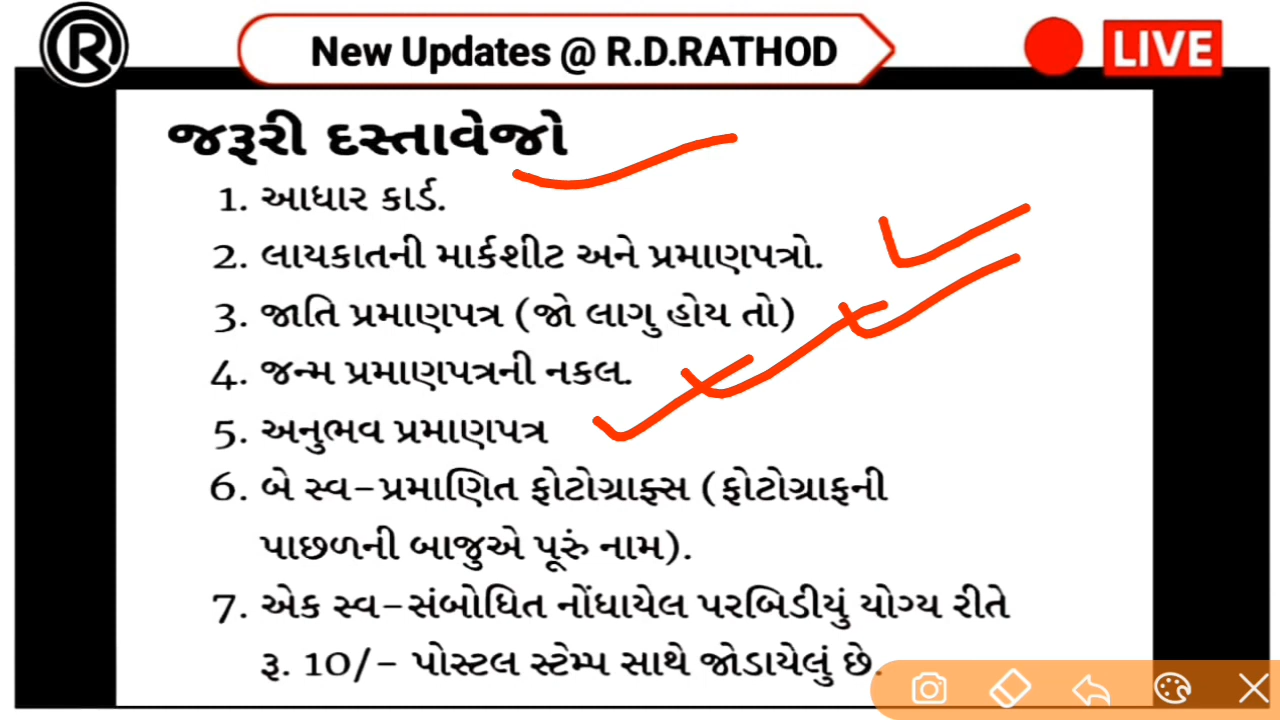 R
New Updates @ R.D.RATHOD
LIVE
જરૂરી દસ્તાવેજો
1. આધાર કાર્ડ.
2. લાયકાતની માર્કશીટ અને પ્રમાણપત્રો.
3. જાતિ પ્રમાણપત્ર (જો લાગુ હોય તો)
4. જન્મ પ્રમાણપત્રની નકલ.
5. અનુભવ પ્રમાણપત્ર
6. બે સ્વ-પ્રમાણિત ફોટોગ્રાફ્સ (ફોટોગ્રાફની
પાછળની બાજુએ પૂરું નામ).
7. એક સ્વ-સંબોધિત નોંધાયેલ પરબિડીયું યોગ્ય રીતે
રૂ. 10/- પોસ્ટલ સ્ટેમ્પ સાથે જોડાયેલું છે.